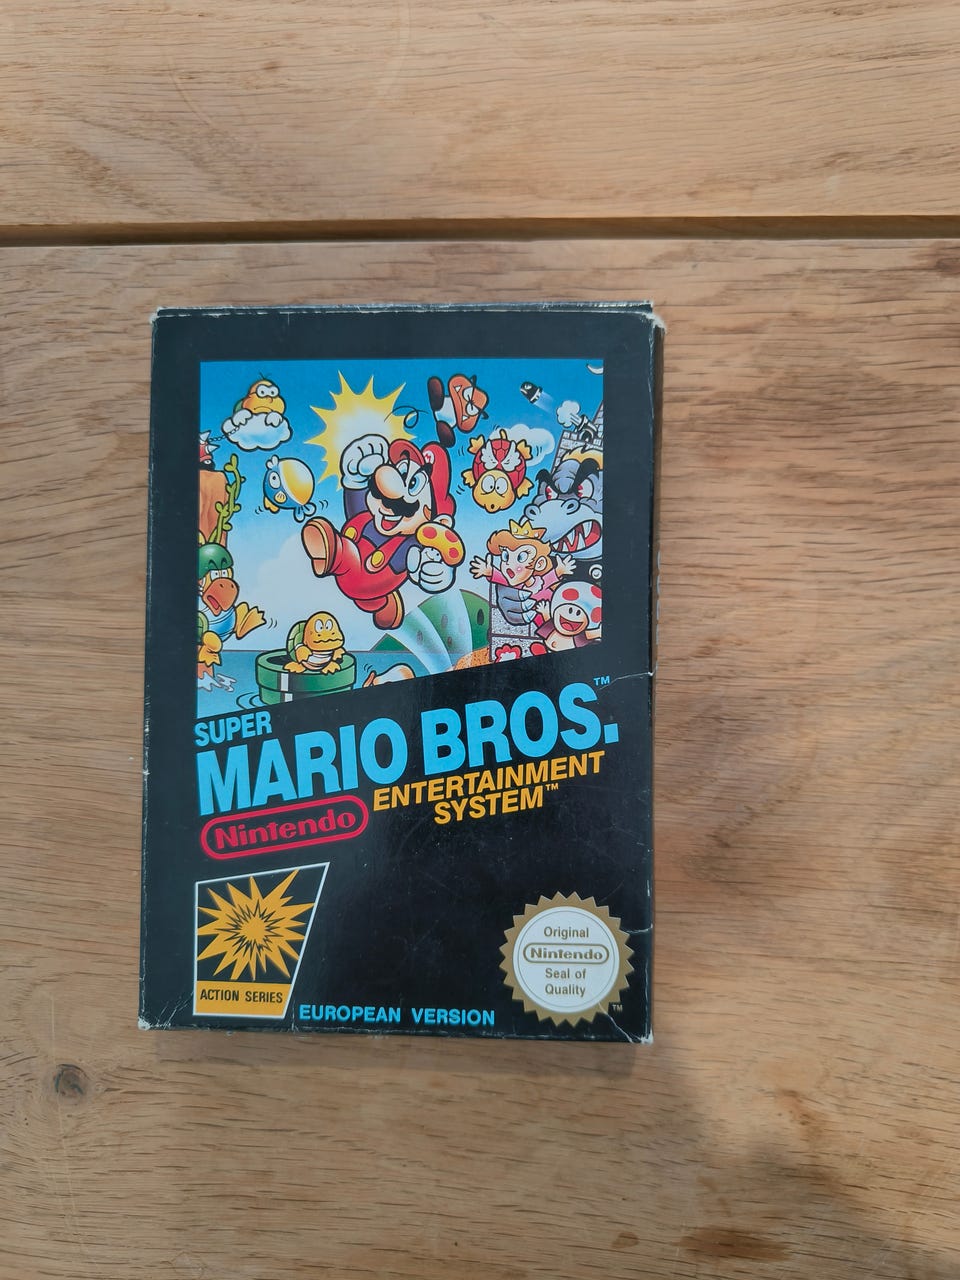 SUPER
MARIO BROS.™
ENTERTAINMENT
SYSTEM™
Nintendo
ACTION SERIES
EUROPEAN VERSION
Original
Nintendo
Seal of
Quality
TM